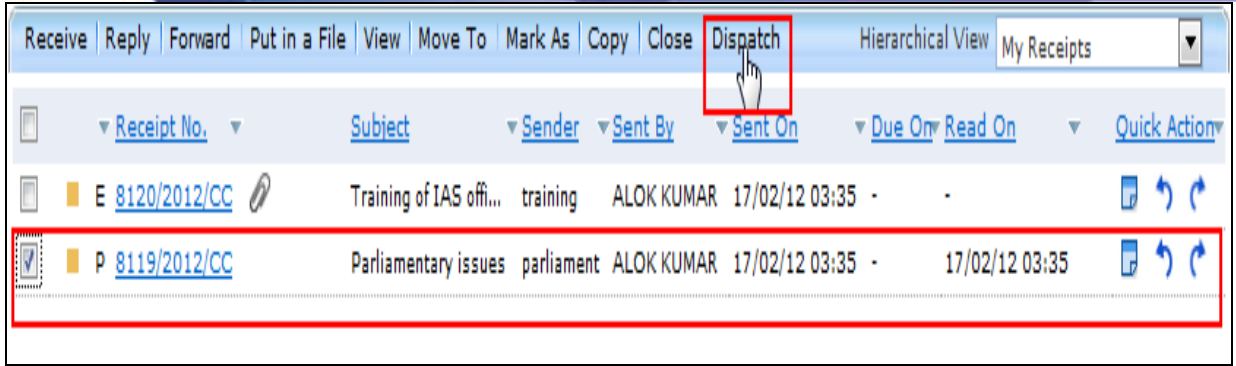 Receive Reply Forward Put in a File View Move To Mark As Copy Close Dispatch Hierarchical View My Receipts
Receipt No. Subject Sender Sent By Sent On Due On Read On Quick Action
E 8120/2012/CC Training of IAS offi... training ALOK KUMAR 17/02/12 03:35 - -
P 8119/2012/CC Parliamentary issues parliament ALOK KUMAR 17/02/12 03:35 - 17/02/12 03:35